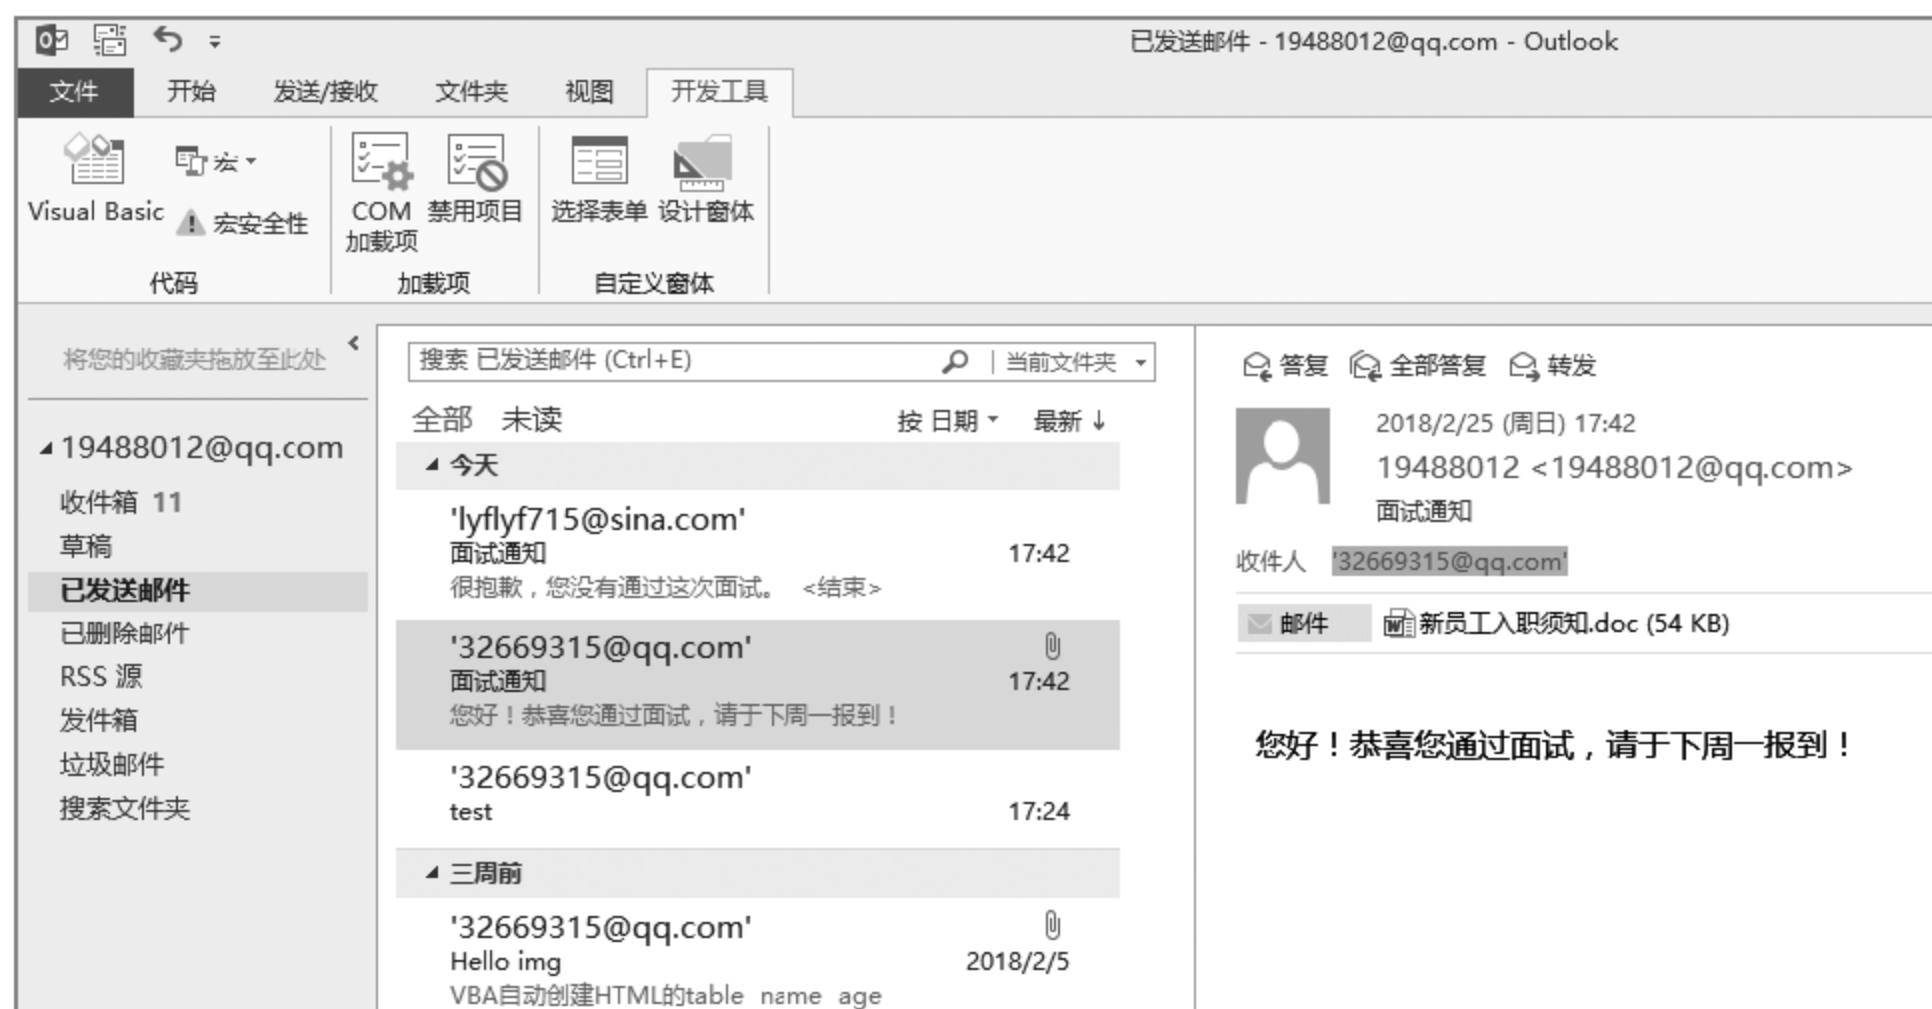 已发送邮件 - 19488012@qq.com - Outlook
文件 开始 发送/接收 文件夹 视图 开发工具
Visual Basic
宏
宏安全性
COM
加载项
禁用项目
选择表单
设计窗体
代码 加载项 自定义窗体
将您的收藏夹拖放至此处
19488012@qq.com
收件箱 11
草稿
已发送邮件
已删除邮件
RSS 源
发件箱
垃圾邮件
搜索文件夹
搜索 已发送邮件 (Ctrl+E) 当前文件夹
全部 未读 按 日期 最新 ↓
今天
'lyflyf715@sina.com'
面试通知 17:42
很抱歉，您没有通过这次面试。 <结束>
'32669315@qq.com'
面试通知 17:42
您好！恭喜您通过面试，请于下周一报到！
'32669315@qq.com'
test 17:24
三周前
'32669315@qq.com'
Hello img 2018/2/5
VBA自动创建HTML的table name age
答复 全部答复 转发
2018/2/25 (周日) 17:42
19488012 <19488012@qq.com>
面试通知
收件人 '32669315@qq.com'
邮件 新员工入职须知.doc (54 KB)
您好！恭喜您通过面试，请于下周一报到！